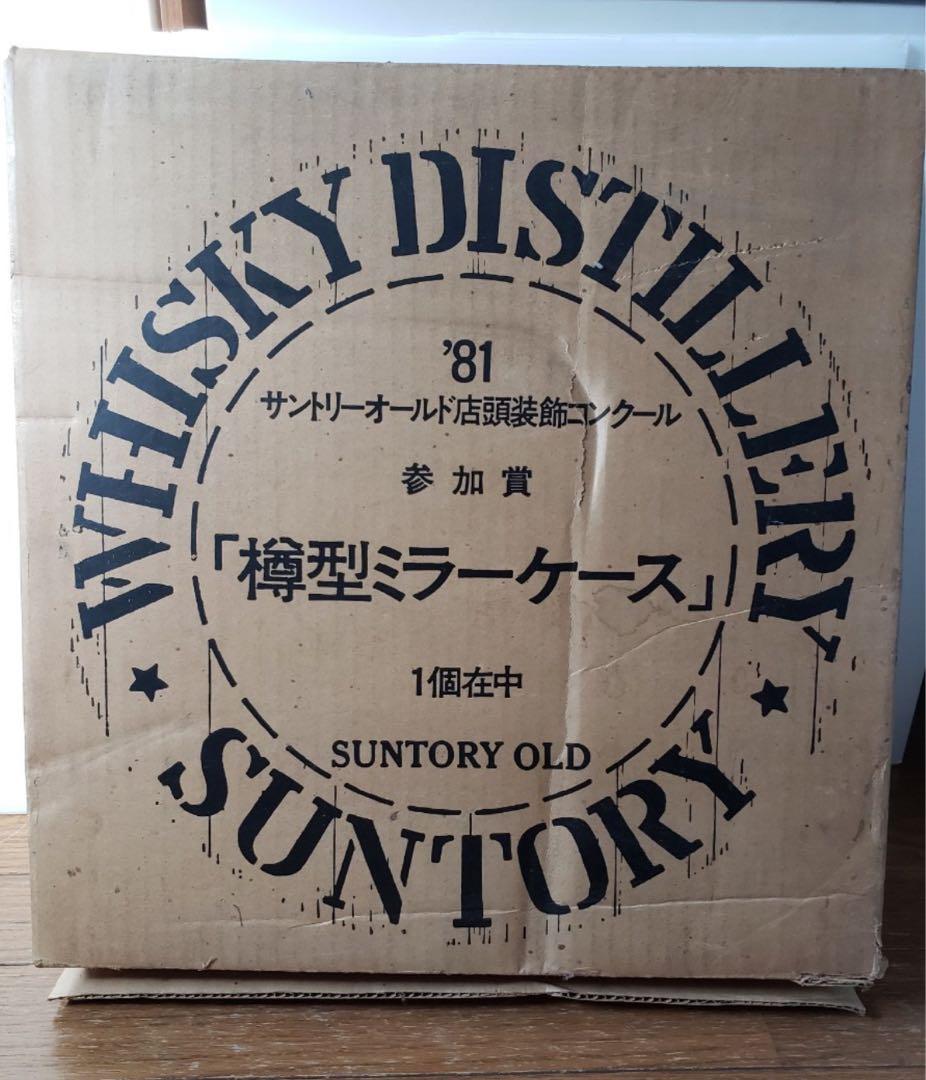 WHISKY DISTILLERY
'81
サントリーオールド店頭装飾コンクール
参加賞
「樽型ミラーケース」
1個在中
SUNTORY OLD
SUNTORY